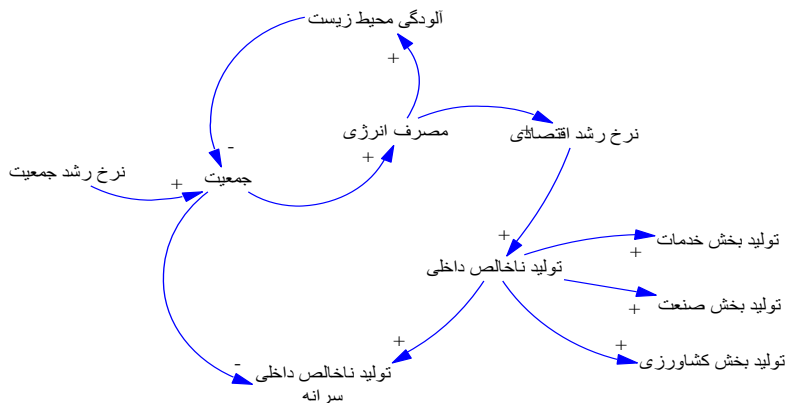 آلودگی محیط زیست
+
مصرف انرژی
+
نرخ رشد اقتصادی
-
+
نرخ رشد جمعیت
+
جمعیت
تولید بخش خدمات
+
+
تولید ناخالص داخلی
تولید بخش صنعت
+
+
+
تولید بخش کشاورزی
-
تولید ناخالص داخلی
سرانه